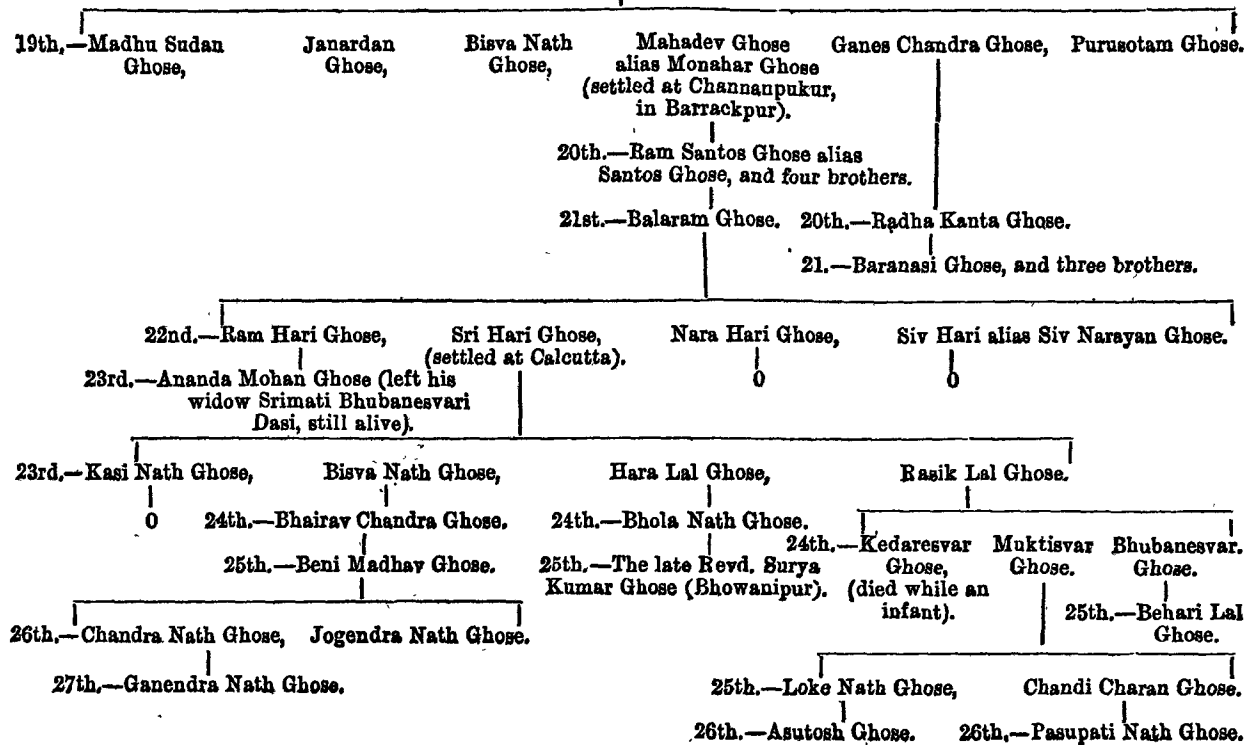 19th.—Madhu Sudan Ghose,
Janardan Ghose,
Bisva Nath Ghose,
Mahadev Ghose
alias Monahar Ghose
(settled at Channanpukur,
in Barrackpur).
Ganes Chandra Ghose,
Purusotam Ghose.
20th.—Ram Santos Ghose alias
Santos Ghose, and four brothers.
21st.—Balaram Ghose.
20th.—Radha Kanta Ghose.
21.—Baranasi Ghose, and three brothers.
22nd.—Ram Hari Ghose,
Sri Hari Ghose,
(settled at Calcutta).
Nara Hari Ghose,
0
Siv Hari alias Siv Narayan Ghose.
0
23rd.—Ananda Mohan Ghose (left his
widow Srimati Bhubanesvari
Dasi, still alive).
23rd.—Kasi Nath Ghose,
0
Bisva Nath Ghose,
Hara Lal Ghose,
Rasik Lal Ghose.
24th.—Bhairav Chandra Ghose.
25th.—Beni Madhav Ghose.
24th.—Bhola Nath Ghose.
25th.—The late Revd. Surya
Kumar Ghose (Bhowanipur).
24th.—Kedaresvar
Ghose,
(died while an
infant).
Muktisvar
Ghose.
Bhubanesvar.
Ghose.
25th.—Behari Lal
Ghose.
26th.—Chandra Nath Ghose,
Jogendra Nath Ghose.
27th.—Ganendra Nath Ghose.
25th.—Loke Nath Ghose,
Chandi Charan Ghose.
26th.—Asutosh Ghose.
26th.—Pasupati Nath Ghose.